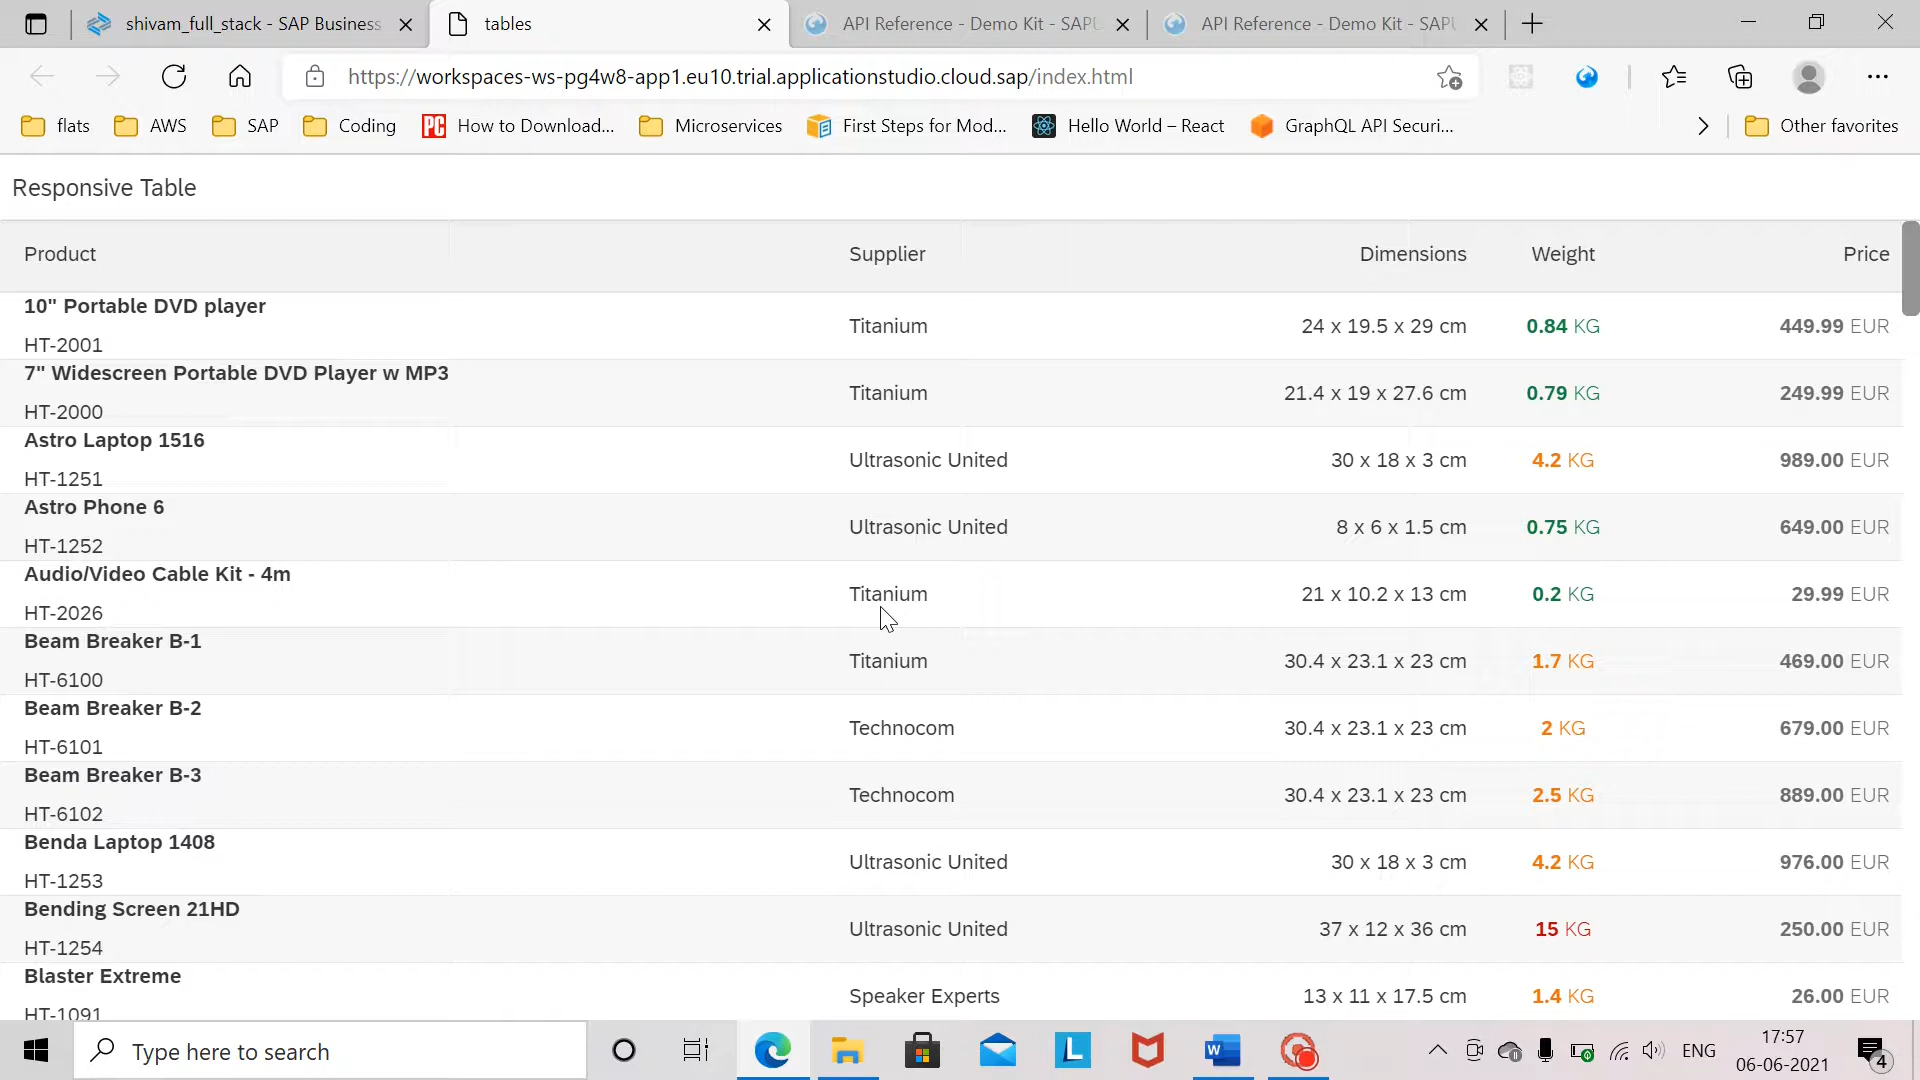 shivam_full_stack - SAP Business
tables
API Reference - Demo Kit - SAPU
API Reference - Demo Kit - SAPU
https://workspaces-ws-pg4w8-app1.eu10.trial.applicationstudio.cloud.sap/index.html
flats
AWS
SAP
Coding
PC
How to Download...
Microservices
First Steps for Mod...
Hello World – React
GraphQL API Securi...
Other favorites
Responsive Table
Product Supplier Dimensions Weight Price
10" Portable DVD player
HT-2001
Titanium 24 x 19.5 x 29 cm 0.84 KG 449.99 EUR
7" Widescreen Portable DVD Player w MP3
HT-2000
Titanium 21.4 x 19 x 27.6 cm 0.79 KG 249.99 EUR
Astro Laptop 1516
HT-1251
Ultrasonic United 30 x 18 x 3 cm 4.2 KG 989.00 EUR
Astro Phone 6
HT-1252
Ultrasonic United 8 x 6 x 1.5 cm 0.75 KG 649.00 EUR
Audio/Video Cable Kit - 4m
HT-2026
Titanium 21 x 10.2 x 13 cm 0.2 KG 29.99 EUR
Beam Breaker B-1
HT-6100
Titanium 30.4 x 23.1 x 23 cm 1.7 KG 469.00 EUR
Beam Breaker B-2
HT-6101
Technocom 30.4 x 23.1 x 23 cm 2 KG 679.00 EUR
Beam Breaker B-3
HT-6102
Technocom 30.4 x 23.1 x 23 cm 2.5 KG 889.00 EUR
Benda Laptop 1408
HT-1253
Ultrasonic United 30 x 18 x 3 cm 4.2 KG 976.00 EUR
Bending Screen 21HD
HT-1254
Ultrasonic United 37 x 12 x 36 cm 15 KG 250.00 EUR
Blaster Extreme
HT-1091
Speaker Experts 13 x 11 x 17.5 cm 1.4 KG 26.00 EUR
Type here to search
L
W
ENG
17:57
06-06-2021
4